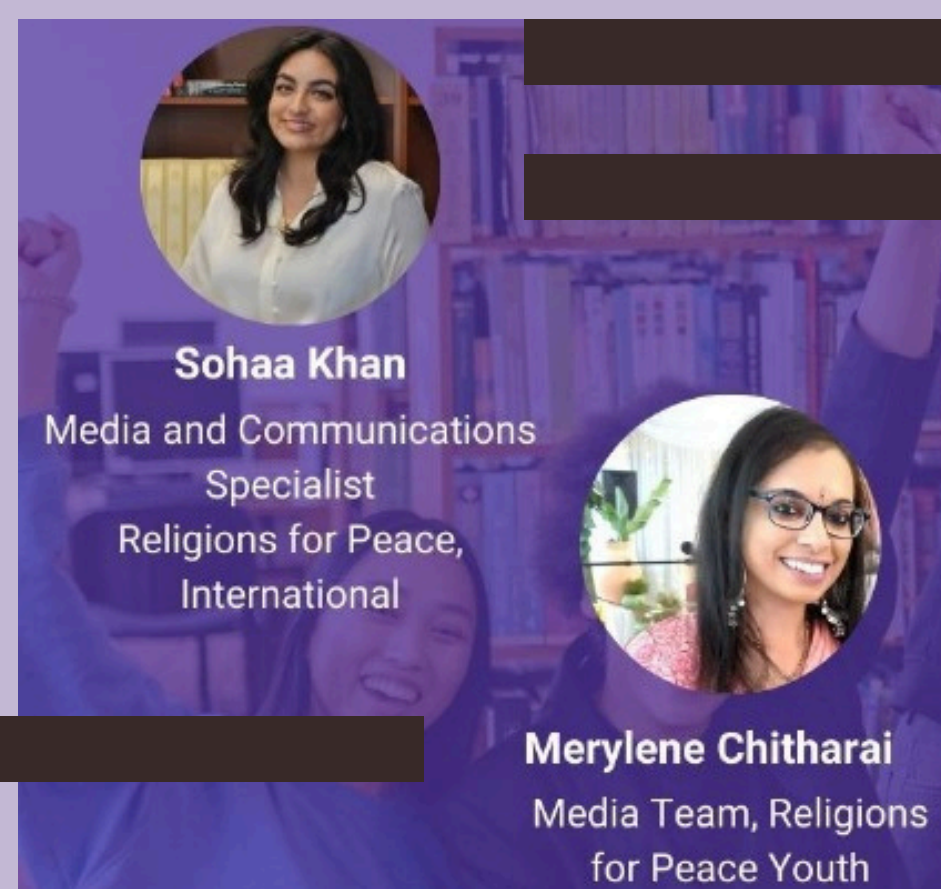 Sohaa Khan
Media and Communications
Specialist
Religions for Peace,
International
Merylene Chitharai
Media Team, Religions
for Peace Youth